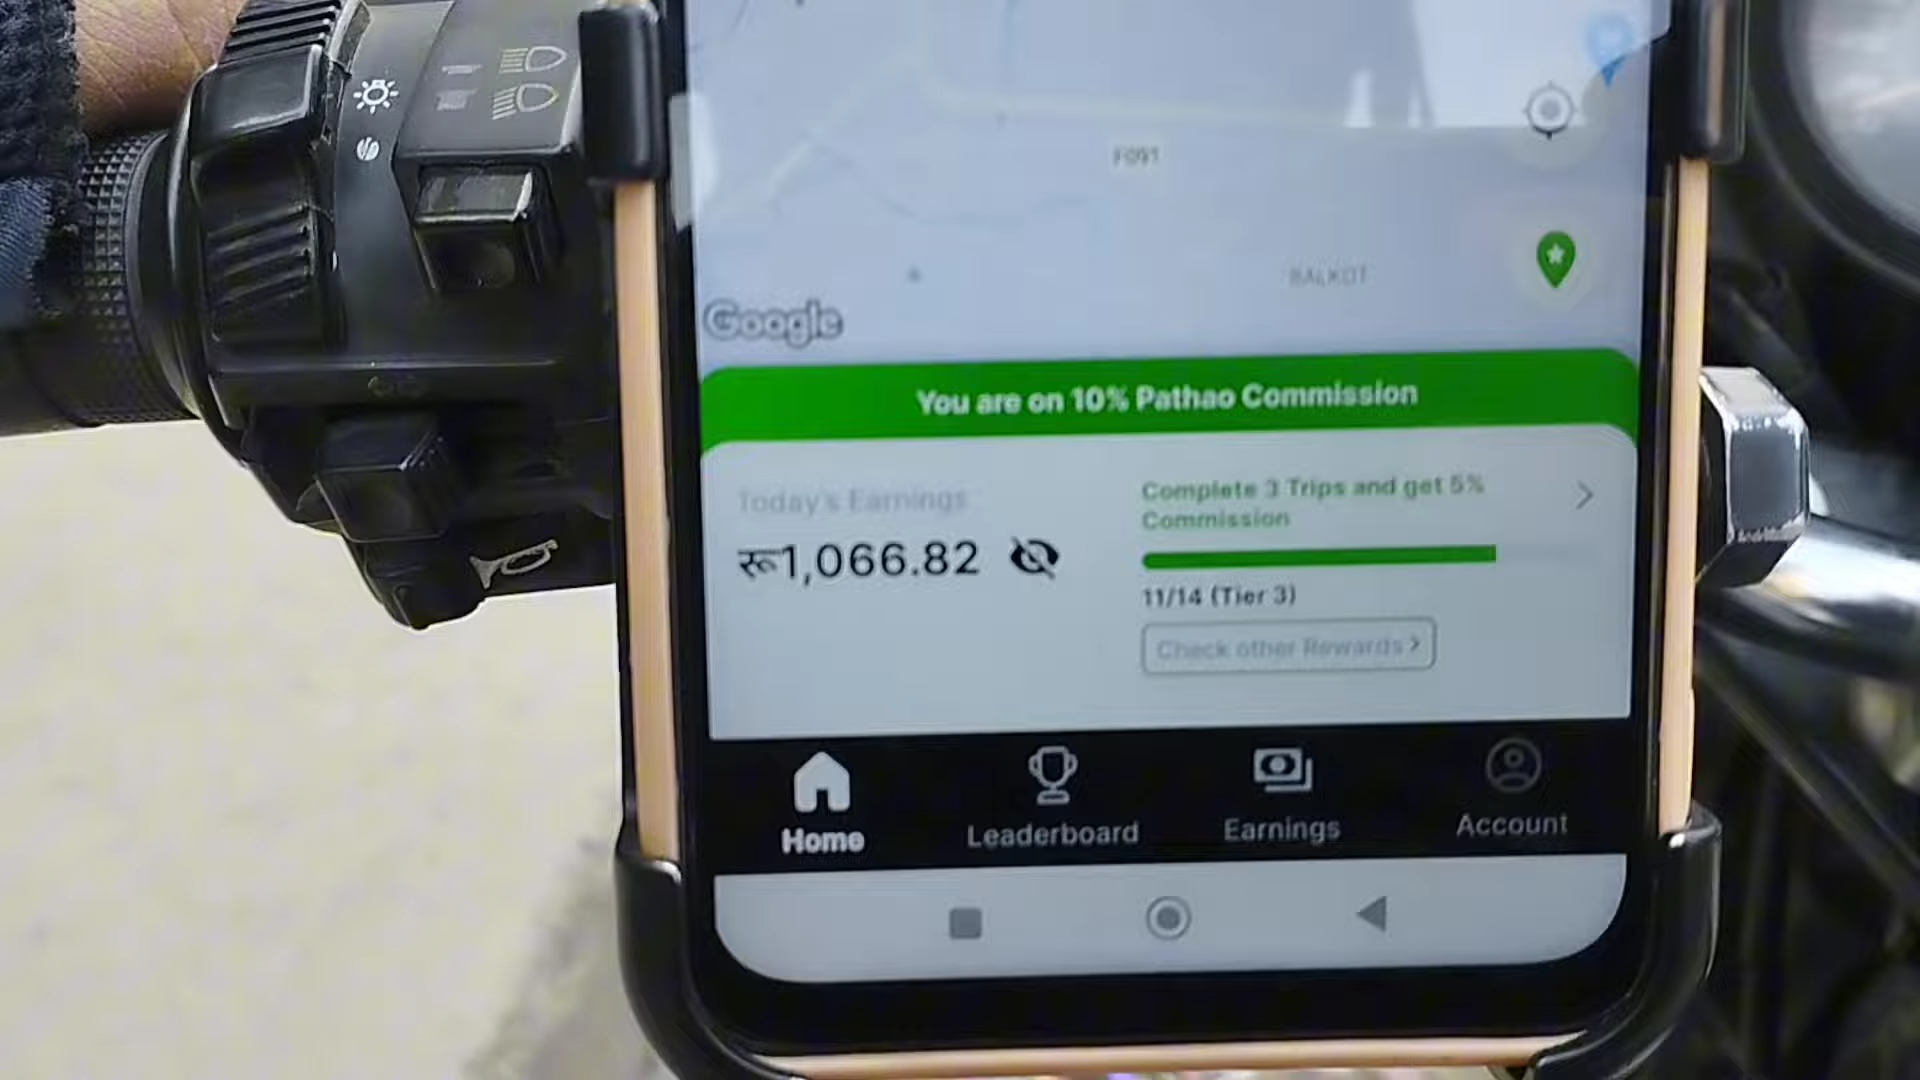 F091
BALKOT
Google
You are on 10% Pathao Commission
Today's Earnings
रू1,066.82
Complete 3 Trips and get 5%
Commission
11/14 (Tier 3)
Check other Rewards >
Home
Leaderboard
Earnings
Account